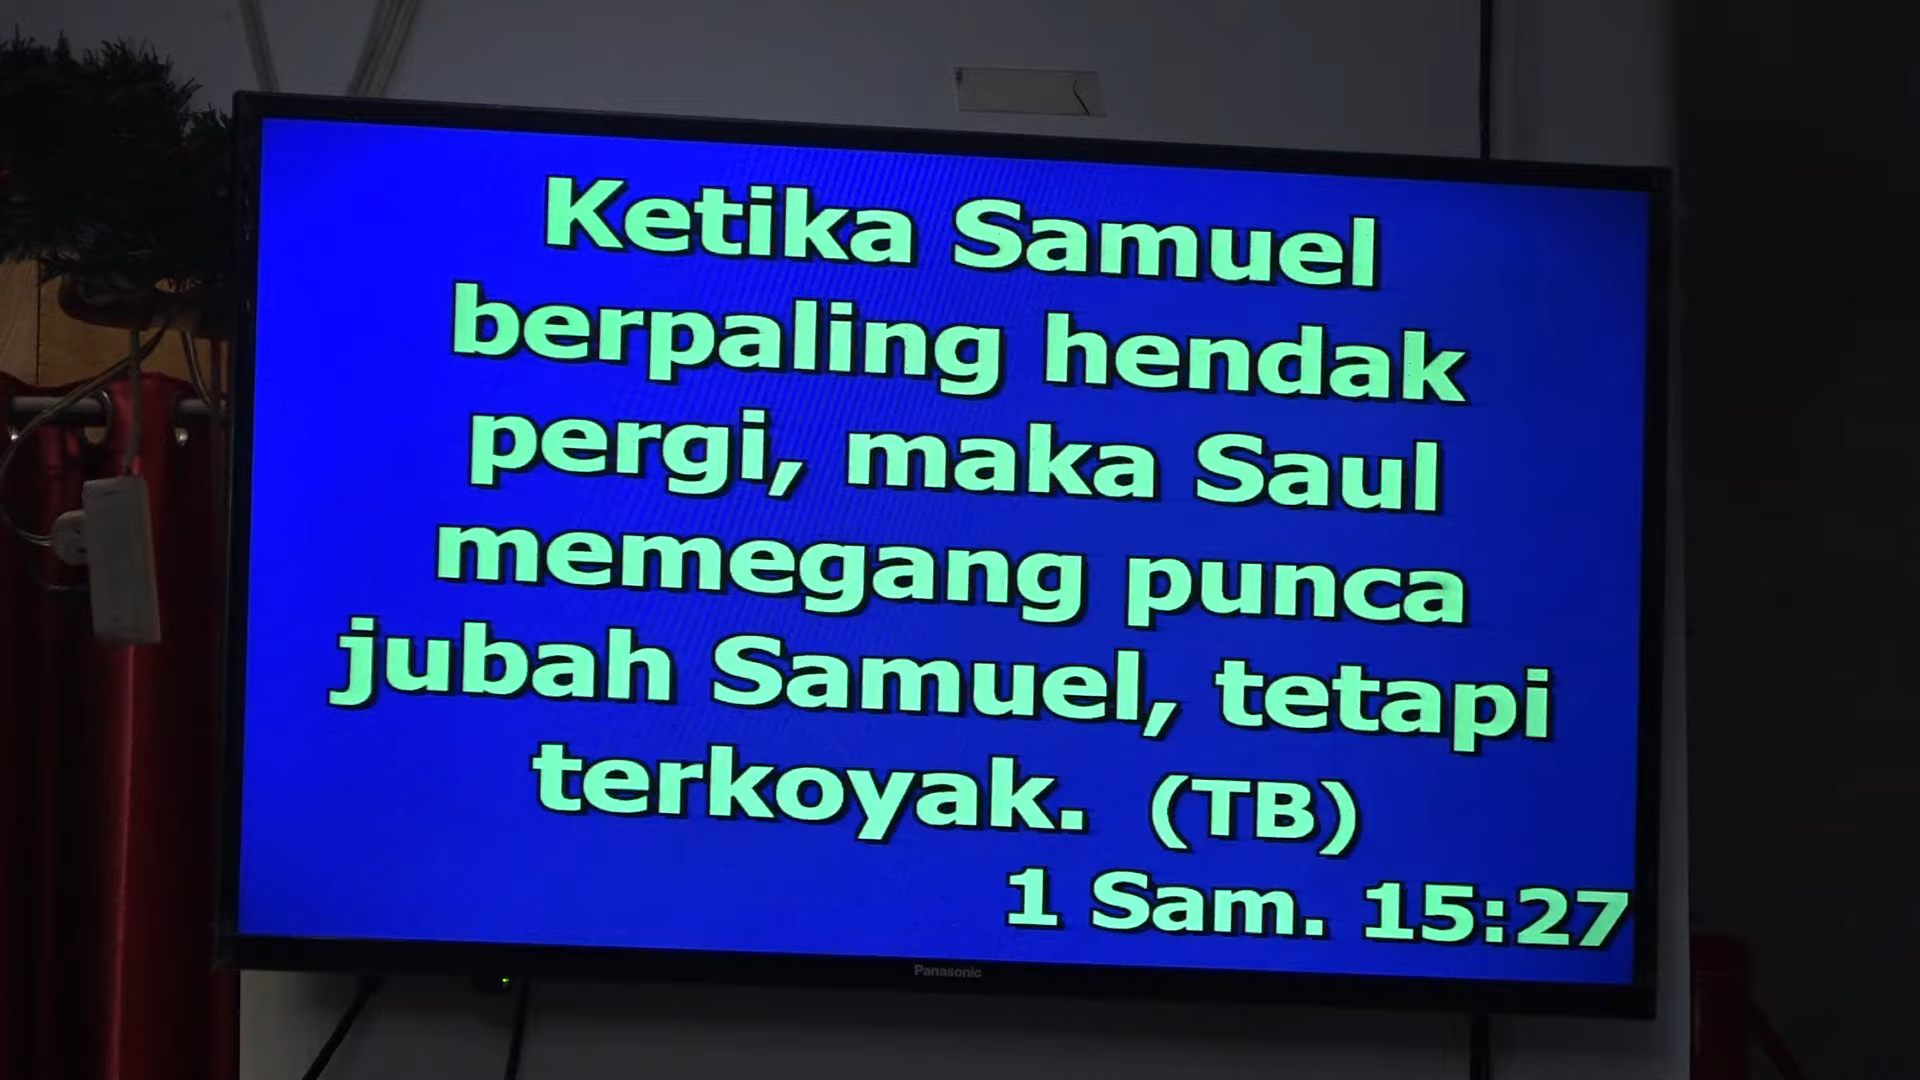 Ketika Samuel
berpaling hendak
pergi, maka Saul
memegang punca
jubah Samuel, tetapi
terkoyak. (TB)
1 Sam. 15:27
Panasonic